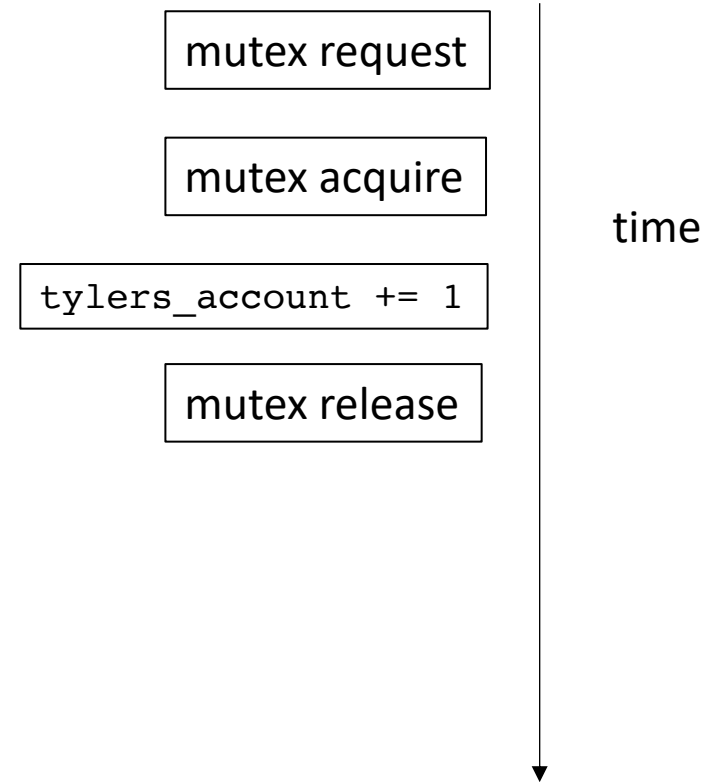 mutex request
mutex acquire
time
tylers_account += 1
mutex release